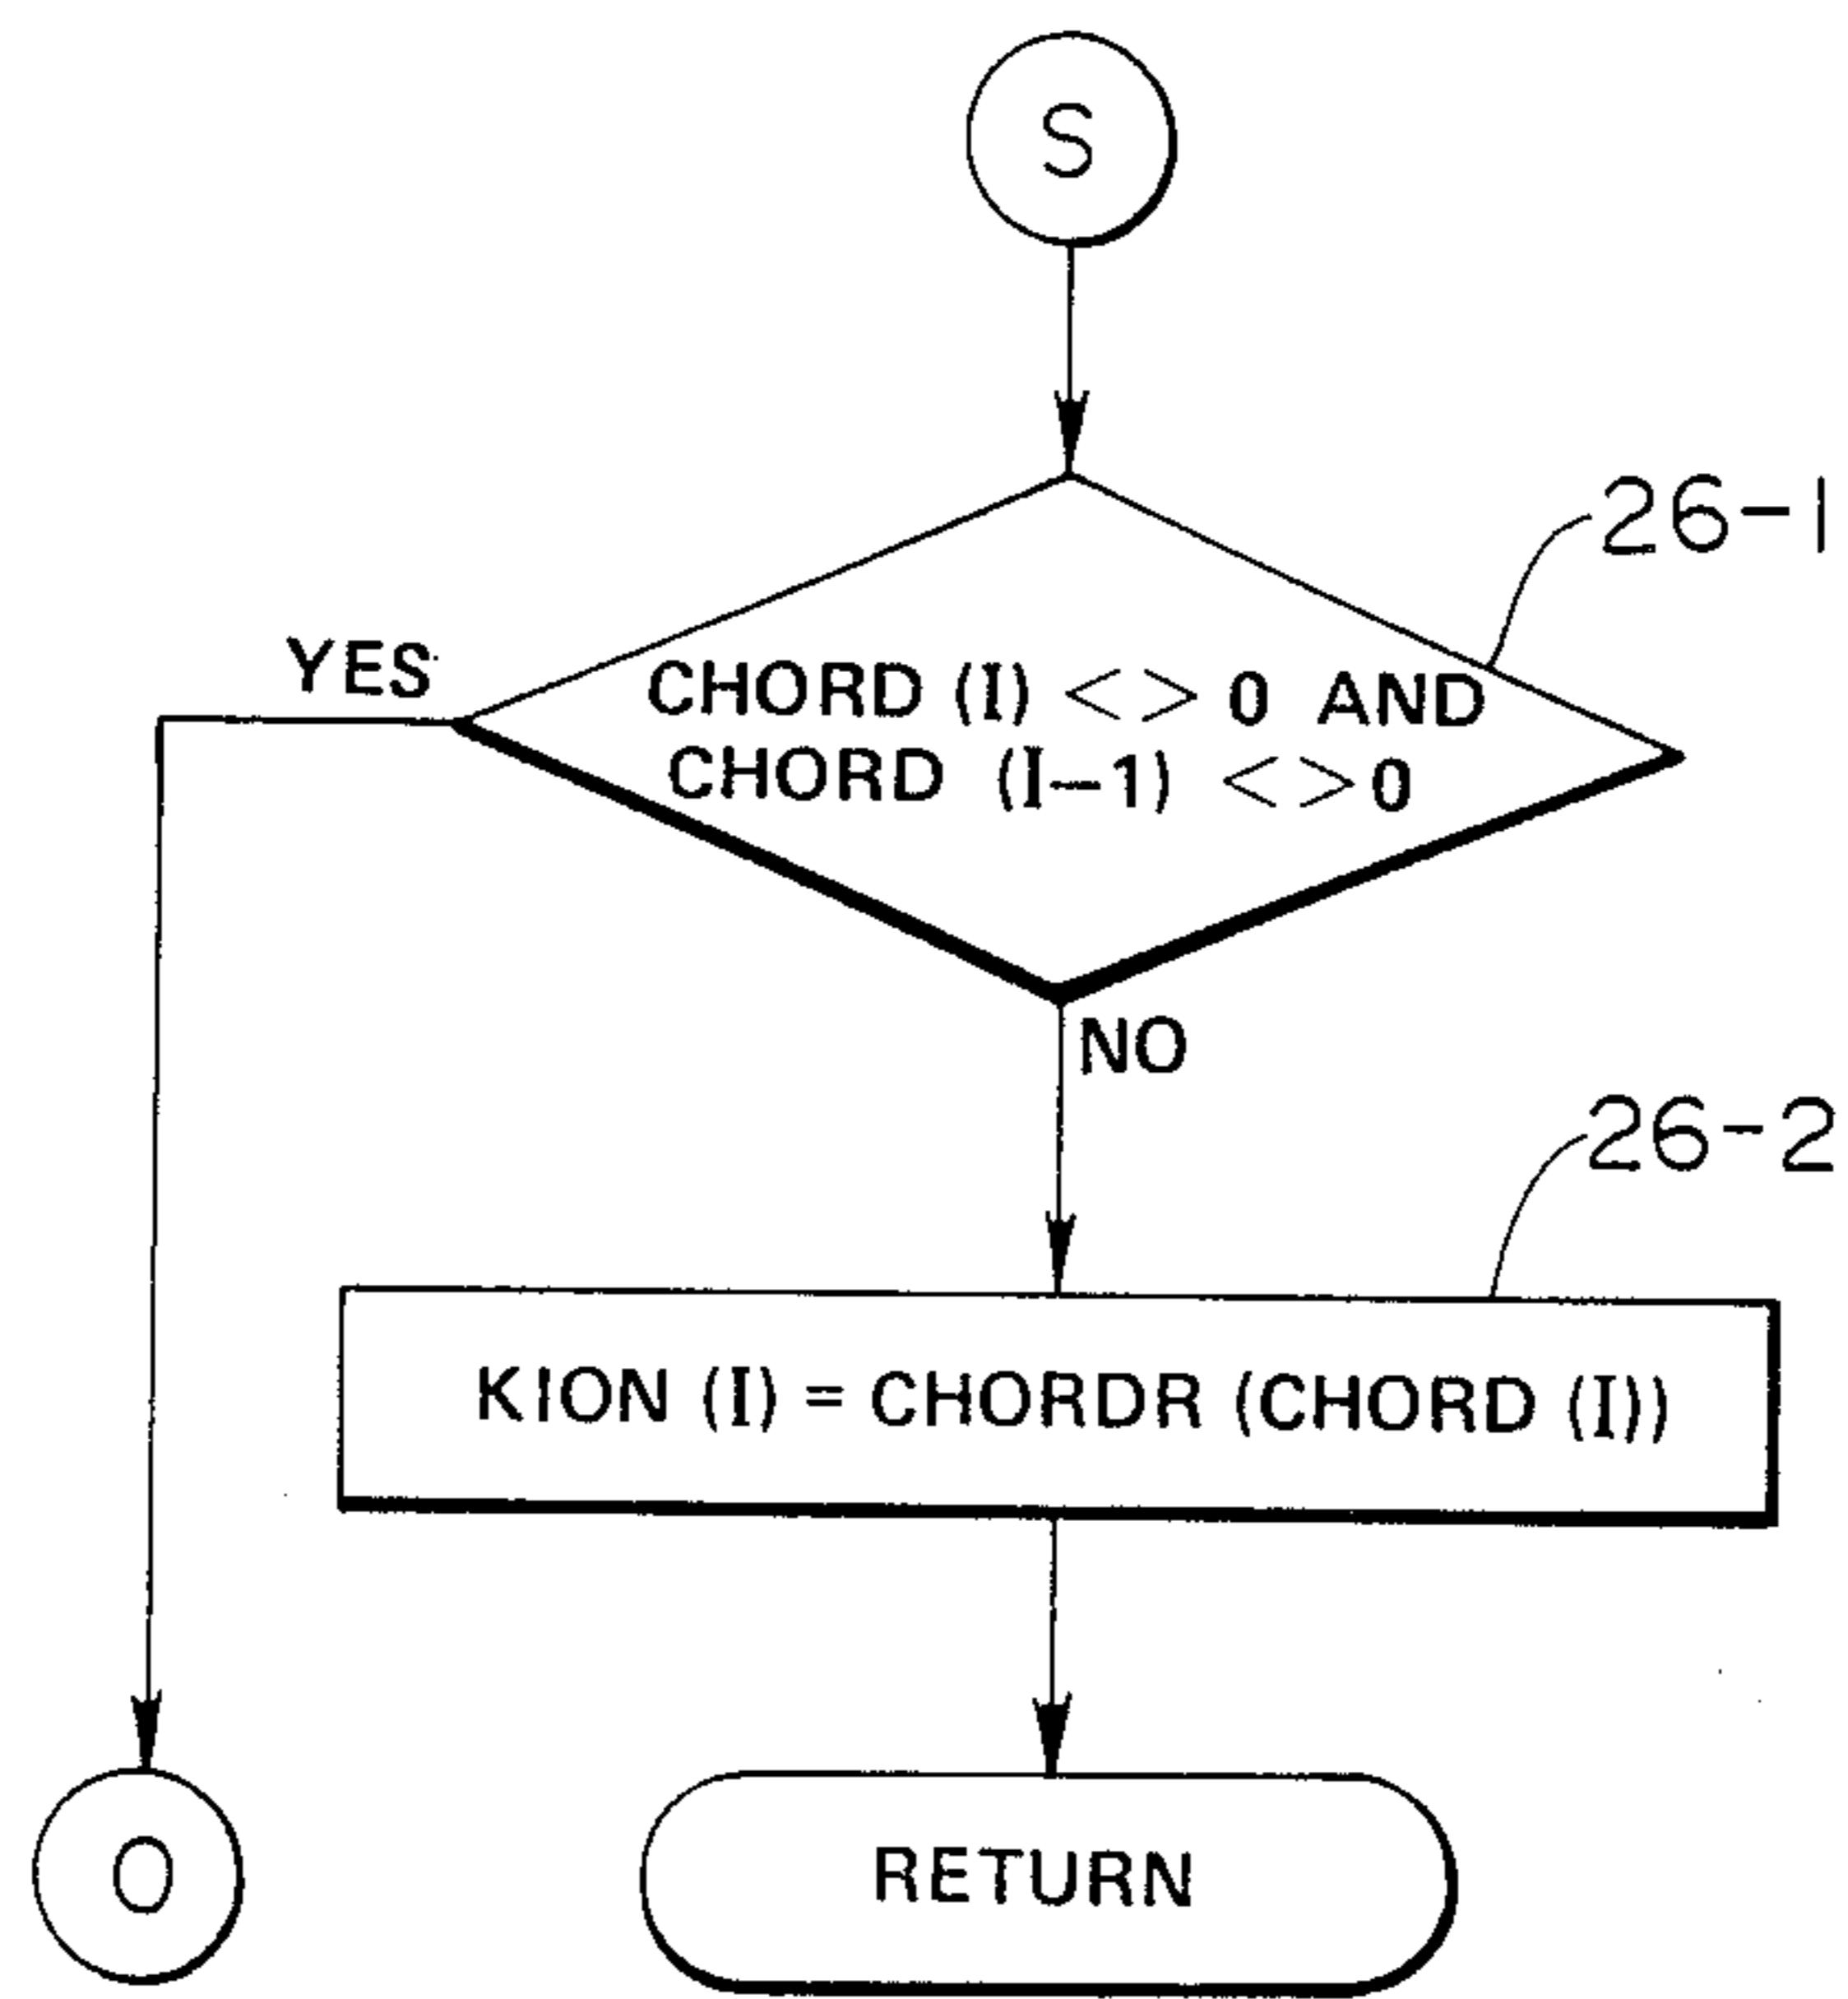 S
26-1
YES
CHORD (I) <> 0 AND
CHORD (I-1) <> 0
NO
26-2
KION (I) = CHORDR (CHORD (I))
O
RETURN